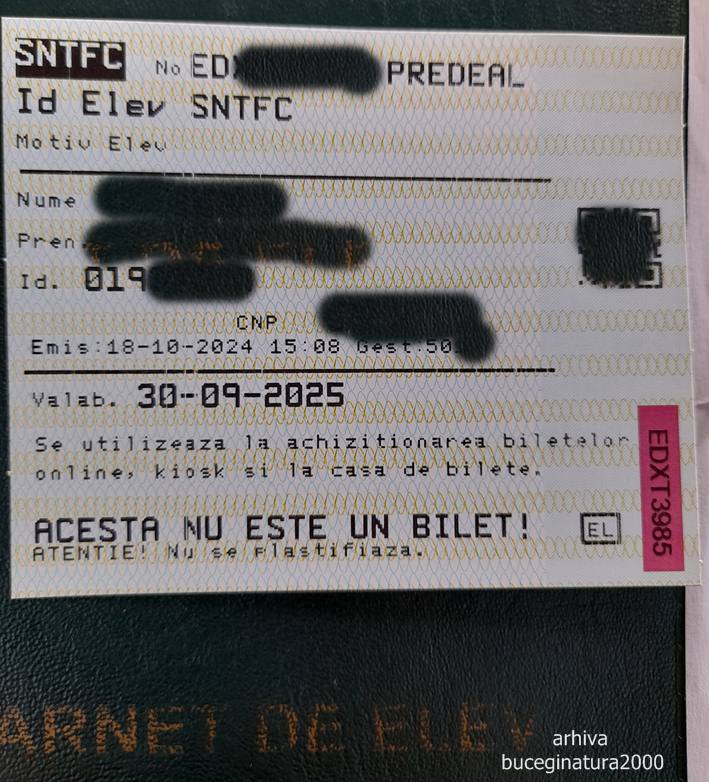 SNTFC No ED PREDEAL
Id Elev SNTFC
Motiv Elev
Nume
Pren
Id. 019
CNP
Emis:18-10-2024 15:08 Gest:50
Valab. 30-09-2025
Se utilizeaza la achizitionarea biletelor
online, kiosk si la casa de bilete.
ACESTA NU ESTE UN BILET! EL
ATENTIE! Nu se Plastifiaza.
EDXT3985
ARNET DE ELEV
arhiva
buceginatura2000